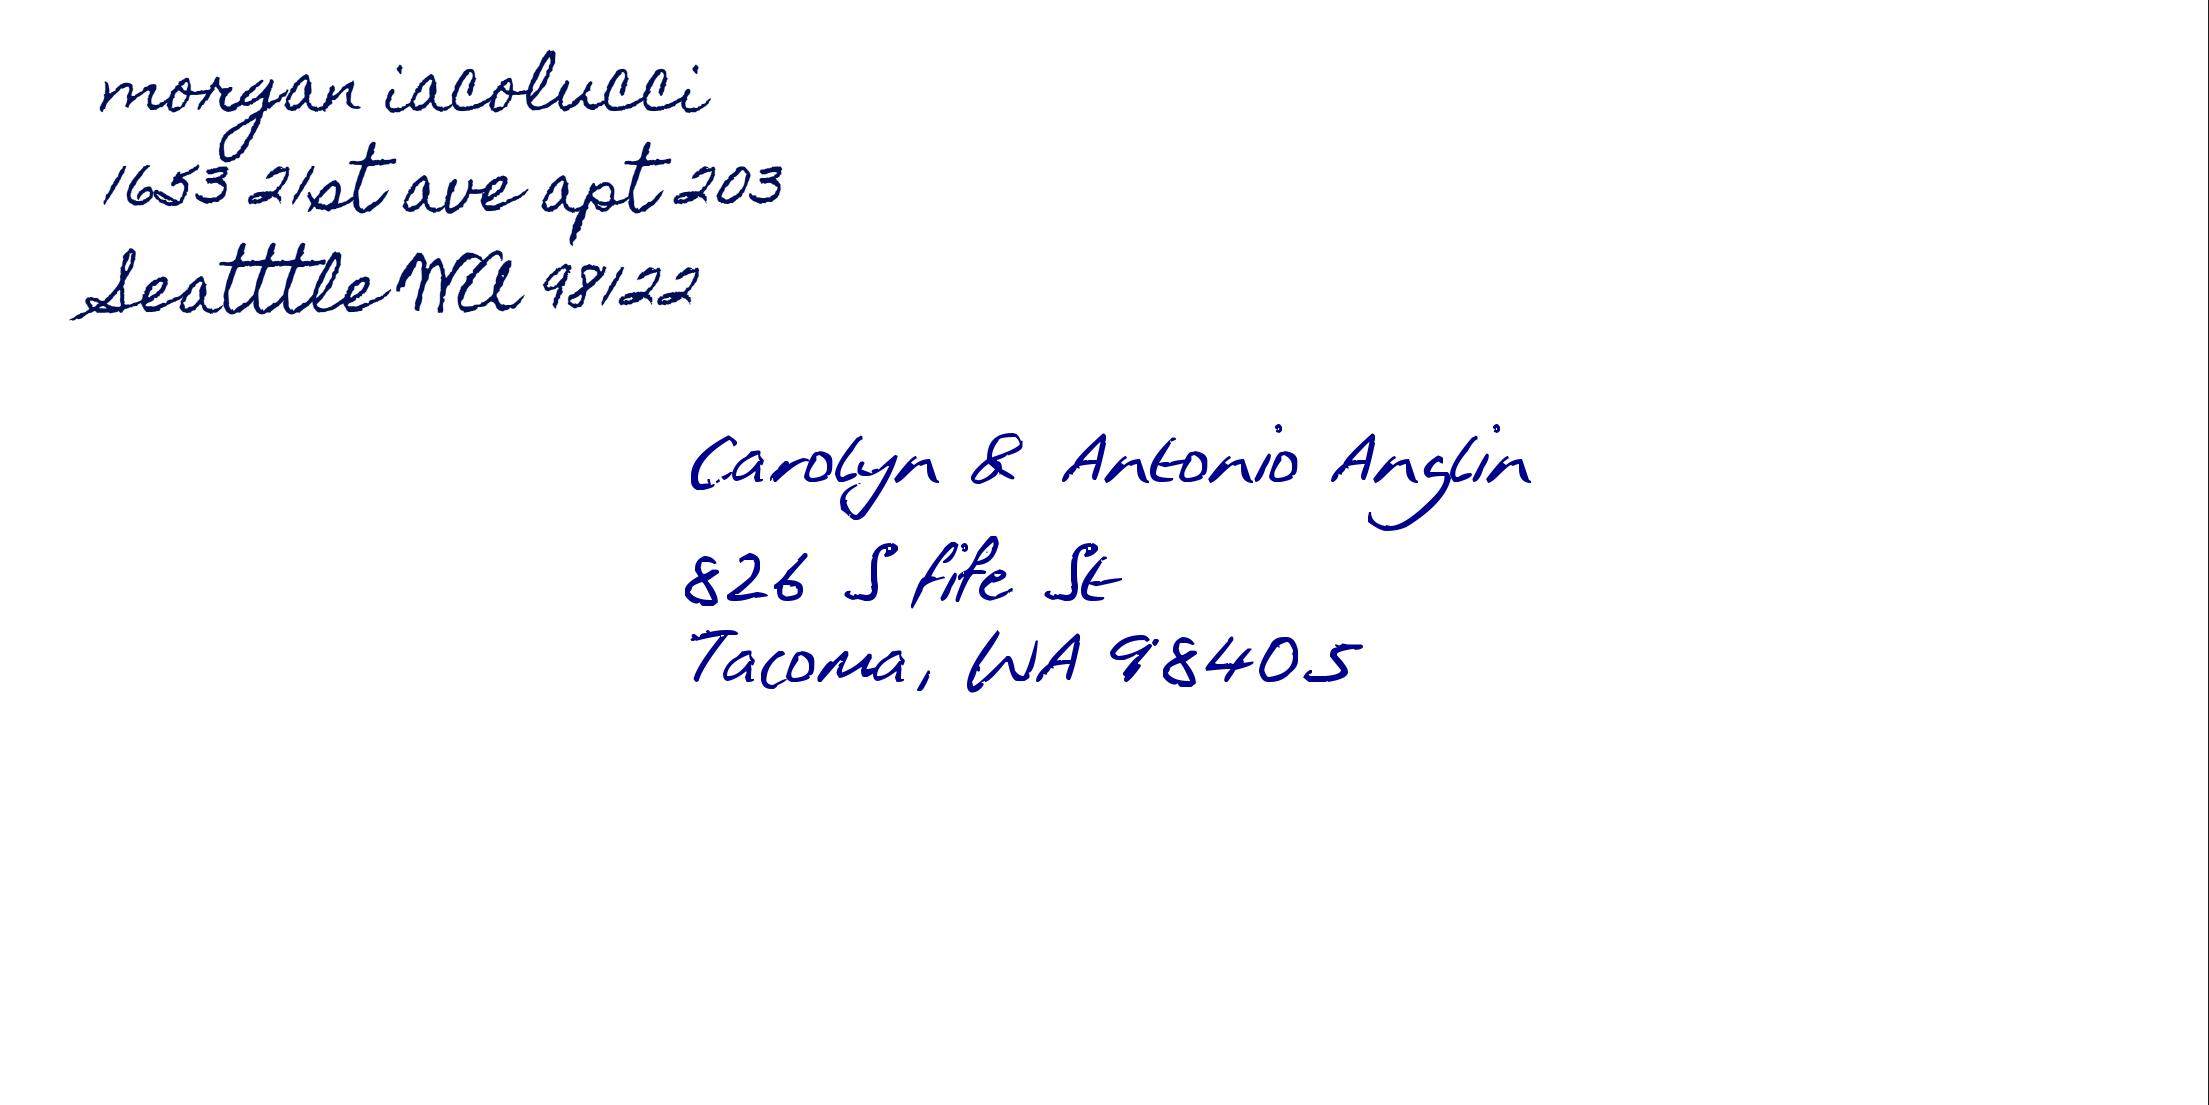 morgan iacolucci
1653 21st ave apt 203
Seatttle WA 98122
Carolyn & Antonio Anglin
826 S fife St
Tacoma, WA 98405